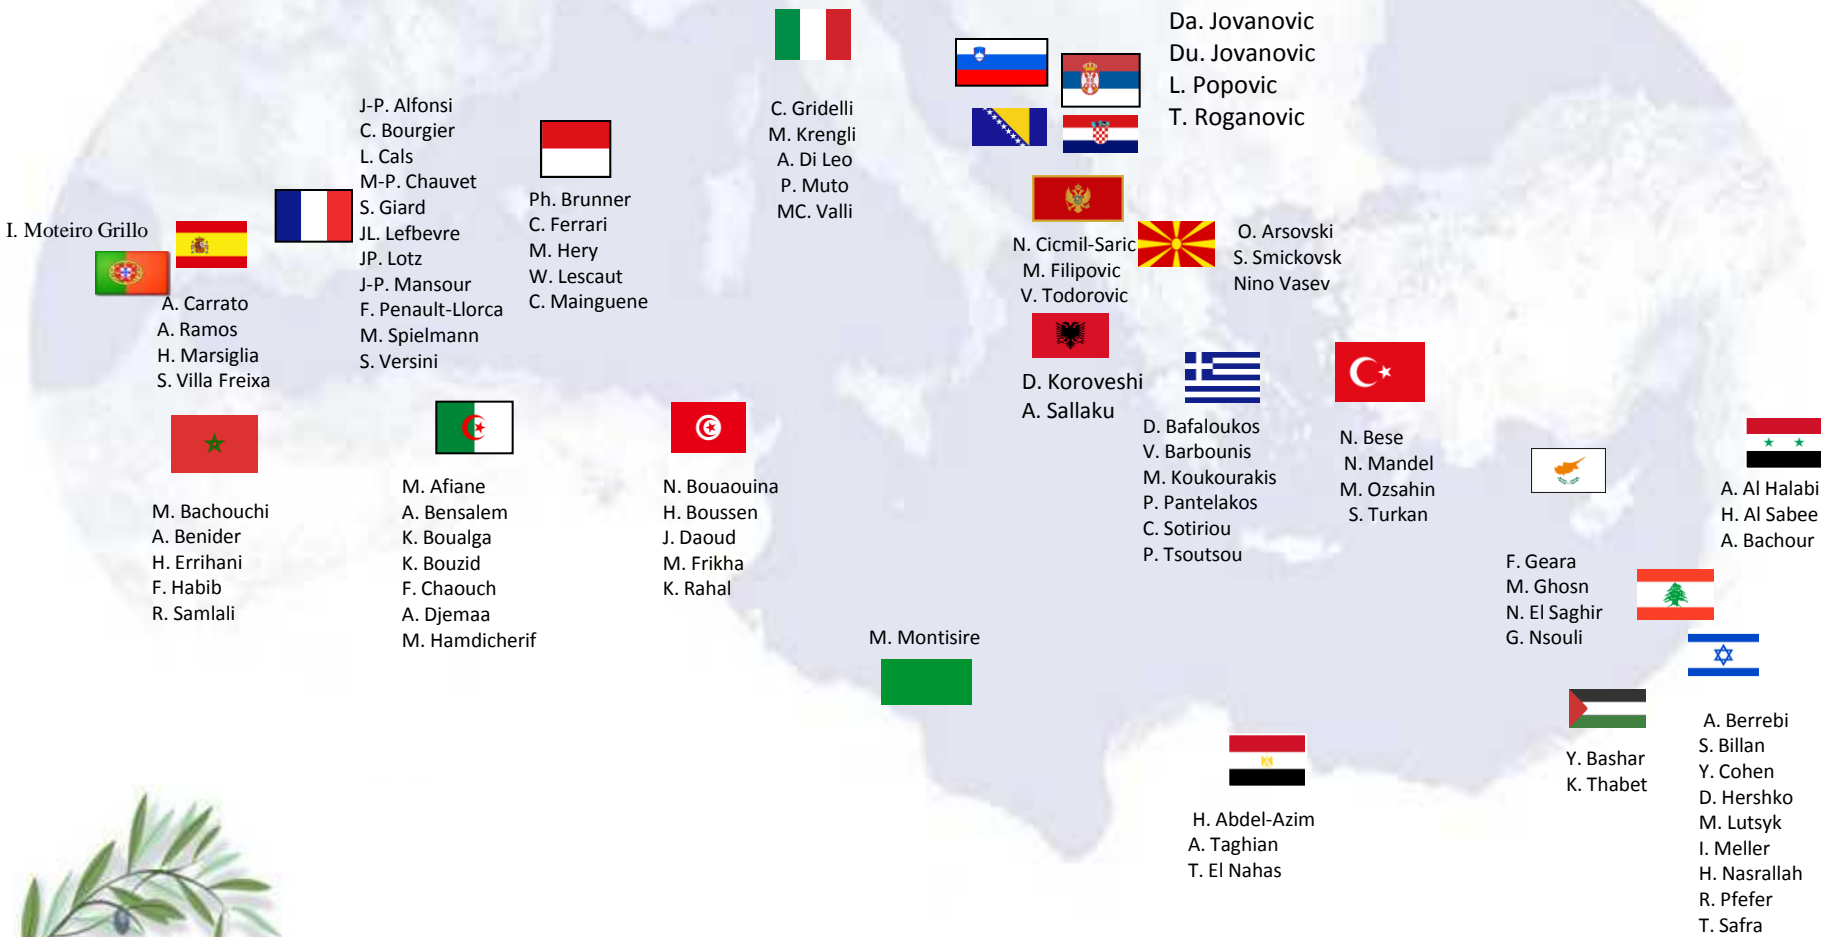 I. Moteiro Grillo
A. Carrato
A. Ramos
H. Marsiglia
S. Villa Freixa
J-P. Alfonsi
C. Bourgier
L. Cals
M-P. Chauvet
S. Giard
JL. Lefbevre
JP. Lotz
J-P. Mansour
F. Penault-Llorca
M. Spielmann
S. Versini
Ph. Brunner
C. Ferrari
M. Hery
W. Lescaut
C. Mainguene
C. Gridelli
M. Krengli
A. Di Leo
P. Muto
MC. Valli
Da. Jovanovic
Du. Jovanovic
L. Popovic
T. Roganovic
N. Cicmil-Saric
M. Filipovic
V. Todorovic
O. Arsovski
S. Smickovsk
Nino Vasev
D. Koroveshi
A. Sallaku
D. Bafaloukos
V. Barbounis
M. Koukourakis
P. Pantelakos
C. Sotiriou
P. Tsoutsou
N. Bese
N. Mandel
M. Ozsahin
S. Turkan
A. Al Halabi
H. Al Sabee
A. Bachour
M. Bachouchi
A. Benider
H. Errihani
F. Habib
R. Samlali
M. Afiane
A. Bensalem
K. Boualga
K. Bouzid
F. Chaouch
A. Djemaa
M. Hamdicherif
N. Bouaouina
H. Boussen
J. Daoud
M. Frikha
K. Rahal
M. Montisire
F. Geara
M. Ghosn
N. El Saghir
G. Nsouli
Y. Bashar
K. Thabet
H. Abdel-Azim
A. Taghian
T. El Nahas
A. Berrebi
S. Billan
Y. Cohen
D. Hershko
M. Lutsyk
I. Meller
H. Nasrallah
R. Pfefer
T. Safra